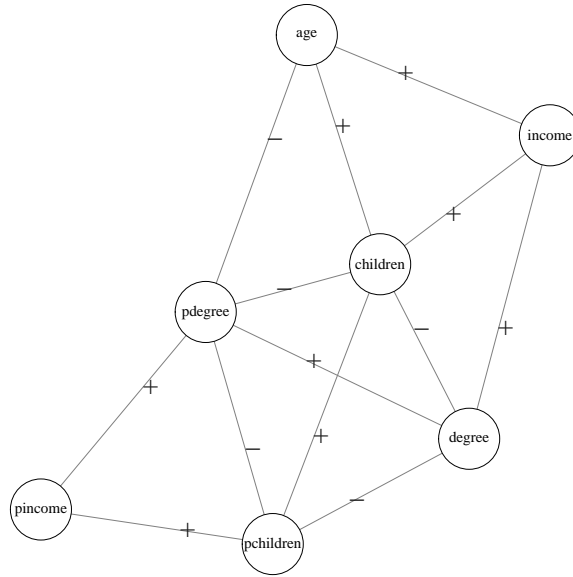 age
+
income
−
+
+
children
−
pdegree
−
+
+
+
+
degree
−
−
pincome
+
pchildren